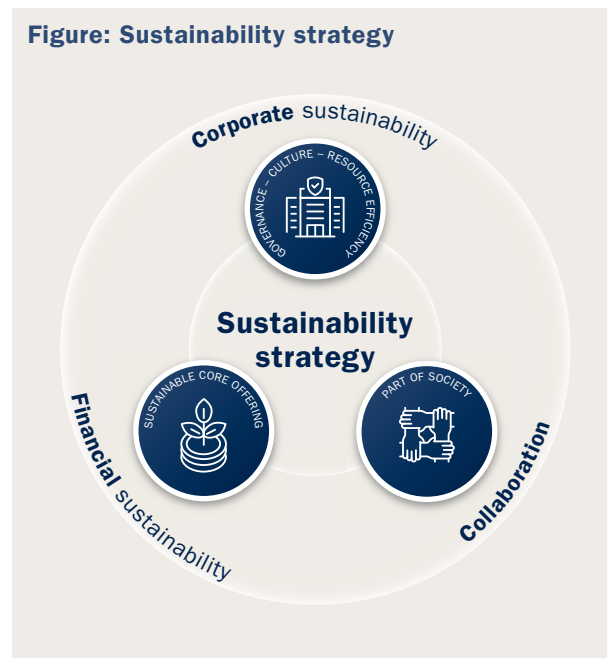 Figure: Sustainability strategy
Corporate sustainability
GOVERNANCE – CULTURE – RESOURCE EFFICIENCY
Sustainability
strategy
SUSTAINABLE CORE OFFERING
PART OF SOCIETY
Financial sustainability
Collaboration